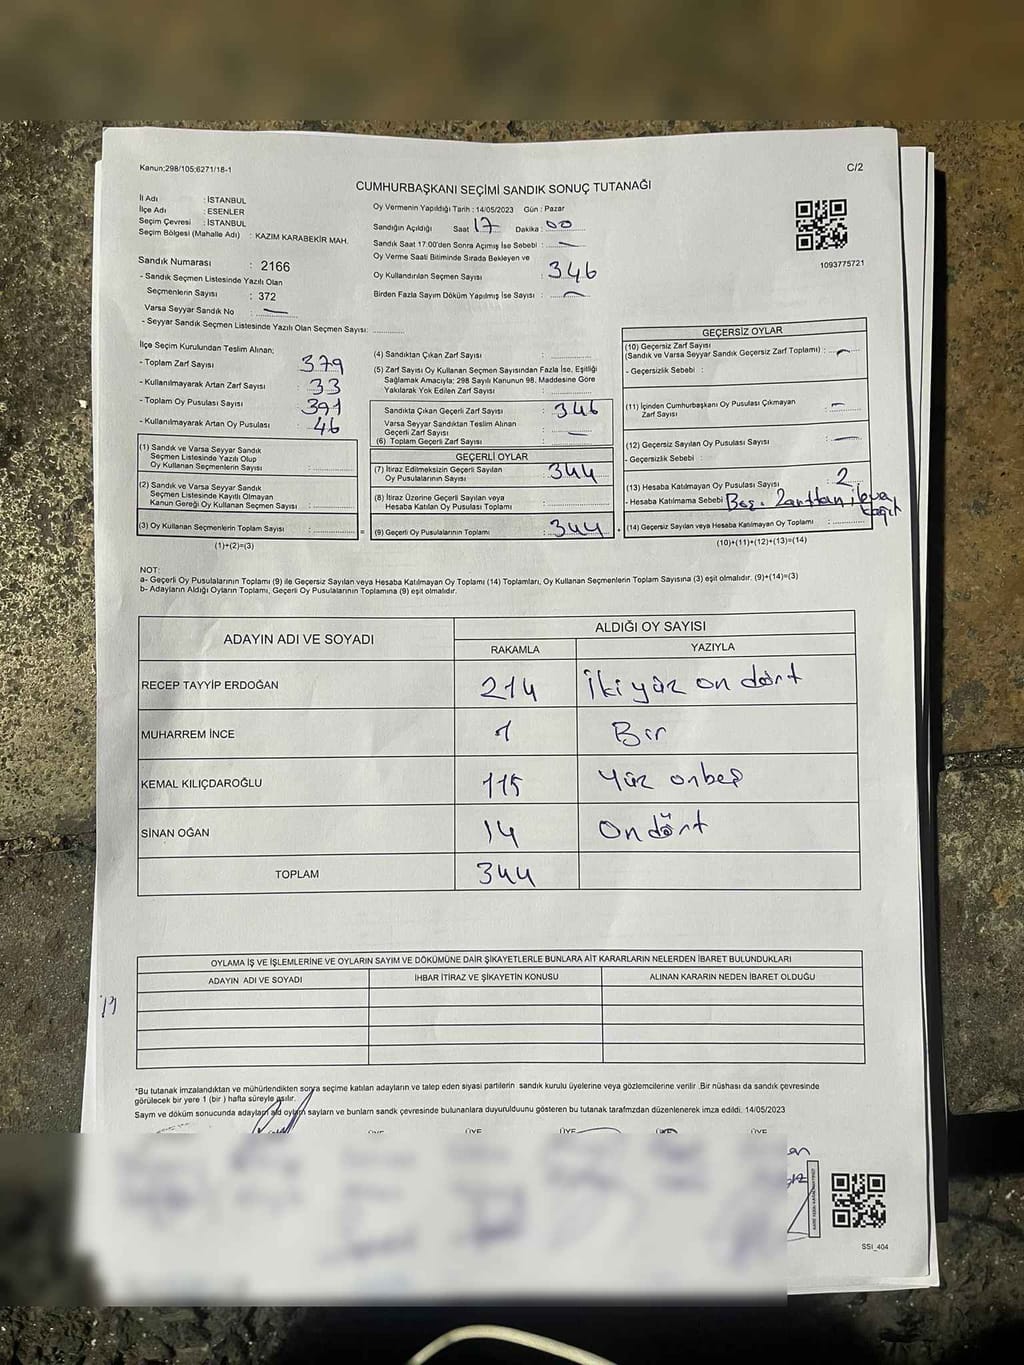 Kanun;298/105;6271/18-1
C/2
CUMHURBAŞKANI SEÇİMİ SANDIK SONUÇ TUTANAĞI
İl Adı : İSTANBUL
İlçe Adı : ESENLER
Seçim Çevresi : İSTANBUL
Seçim Bölgesi (Mahalle Adı) : KAZIM KARABEKİR MAH.
Sandık Numarası : 2166
- Sandık Seçmen Listesinde Yazılı Olan
Seçmenlerin Sayısı : 372
Varsa Seyyar Sandık No : —
- Seyyar Sandık Seçmen Listesinde Yazılı Olan Seçmen Sayısı:
Oy Vermenin Yapıldığı Tarih : 14/05/2023 Gün : Pazar
Sandığın Açıldığı Saat 17 Dakika : 00
Sandık Saat 17.00'den Sonra Açımış İse Sebebi : —
Oy Verme Saati Bitiminde Sırada Bekleyen ve
Oy Kullandırılan Seçmen Sayısı : 346
Birden Fazla Sayım Döküm Yapılmış İse Sayısı : —
1093775721
İlçe Seçim Kurulundan Teslim Alınan;
- Toplam Zarf Sayısı : 379
- Kullanılmayarak Artan Zarf Sayısı : 33
- Toplam Oy Pusulası Sayısı : 391
- Kullanılmayarak Artan Oy Pusulası : 46
(1) Sandık ve Varsa Seyyar Sandık
Seçmen Listesinde Yazılı Olup
Oy Kullanan Seçmenlerin Sayısı :
(2) Sandık ve Varsa Seyyar Sandık
Seçmen Listesinde Kayıtlı Olmayan
Kanun Gereği Oy Kullanan Seçmen Sayısı :
(3) Oy Kullanan Seçmenlerin Toplam Sayısı :
(1)+(2)=(3)
(4) Sandıktan Çıkan Zarf Sayısı :
(5) Zarf Sayısı Oy Kullanan Seçmen Sayısından Fazla İse, Eşitliği
Sağlamak Amacıyla; 298 Sayılı Kanunun 98. Maddesine Göre
Yakılarak Yok Edilen Zarf Sayısı :
Sandıkta Çıkan Geçerli Zarf Sayısı : 346
Varsa Seyyar Sandıktan Teslim Alınan
Geçerli Zarf Sayısı : —
(6) Toplam Geçerli Zarf Sayısı :
GEÇERLİ OYLAR
(7) İtiraz Edilmeksizin Geçerli Sayılan
Oy Pusulalarının Sayısı : 344
(8) İtiraz Üzerine Geçerli Sayılan veya
Hesaba Katılan Oy Pusulası Toplamı :
(9) Geçerli Oy Pusulalarının Toplamı : 344
GEÇERSİZ OYLAR
(10) Geçersiz Zarf Sayısı
(Sandık ve Varsa Seyyar Sandık Geçersiz Zarf Toplamı) : —
- Geçersizlik Sebebi :
(11) İçinden Cumhurbaşkanı Oy Pusulası Çıkmayan
Zarf Sayısı : —
(12) Geçersiz Sayılan Oy Pusulası Sayısı : —
- Geçersizlik Sebebi :
(13) Hesaba Katılmayan Oy Pusulası Sayısı : 2
- Hesaba Katılmama Sebebi
(14) Geçersiz Sayılan veya Hesaba Katılmayan Oy Toplamı :
(10)+(11)+(12)+(13)=(14)
NOT:
a- Geçerli Oy Pusulalarının Toplamı (9) ile Geçersiz Sayılan veya Hesaba Katılmayan Oy Toplamı (14) Toplamları, Oy Kullanan Seçmenlerin Toplam Sayısına (3) eşit olmalıdır. (9)+(14)=(3)
b- Adayların Aldığı Oyların Toplamı, Geçerli Oy Pusulalarının Toplamına (9) eşit olmalıdır.
ADAYIN ADI VE SOYADI ALDIĞI OY SAYISI
RAKAMLA YAZIYLA
RECEP TAYYİP ERDOĞAN 214 İki yüz on dört
MUHARREM İNCE 1 Bir
KEMAL KILIÇDAROĞLU 115 Yüz onbeş
SİNAN OĞAN 14 On dört
TOPLAM 344
OYLAMA İŞ VE İŞLEMLERİNE VE OYLARIN SAYIM VE DÖKÜMÜNE DAİR ŞİKAYETLERLE BUNLARA AİT KARARLARIN NELERDEN İBARET BULUNDUKLARI
ADAYIN ADI VE SOYADI İHBAR İTİRAZ VE ŞİKAYETİN KONUSU ALINAN KARARIN NEDEN İBARET OLDUĞU
*Bu tutanak imzalandıktan ve mühürlendikten sonra seçime katılan adayların ve talep eden siyasi partilerin sandık kurulu üyelerine veya gözlemcilerine verilir .Bir nüshası da sandık çevresinde
görülecek bir yere 1 (bir ) hafta süreyle asılır.
Sayım ve döküm sonucunda adayların ald oyların sayların ve bunların sandk çevresinde bulunanlara duyurulduunu gösteren bu tutanak tarafmzdan düzenlenerek imza edildi. 14/05/2023
ÜYE ÜYE ÜYE ÜYE ÜYE
SSI_404